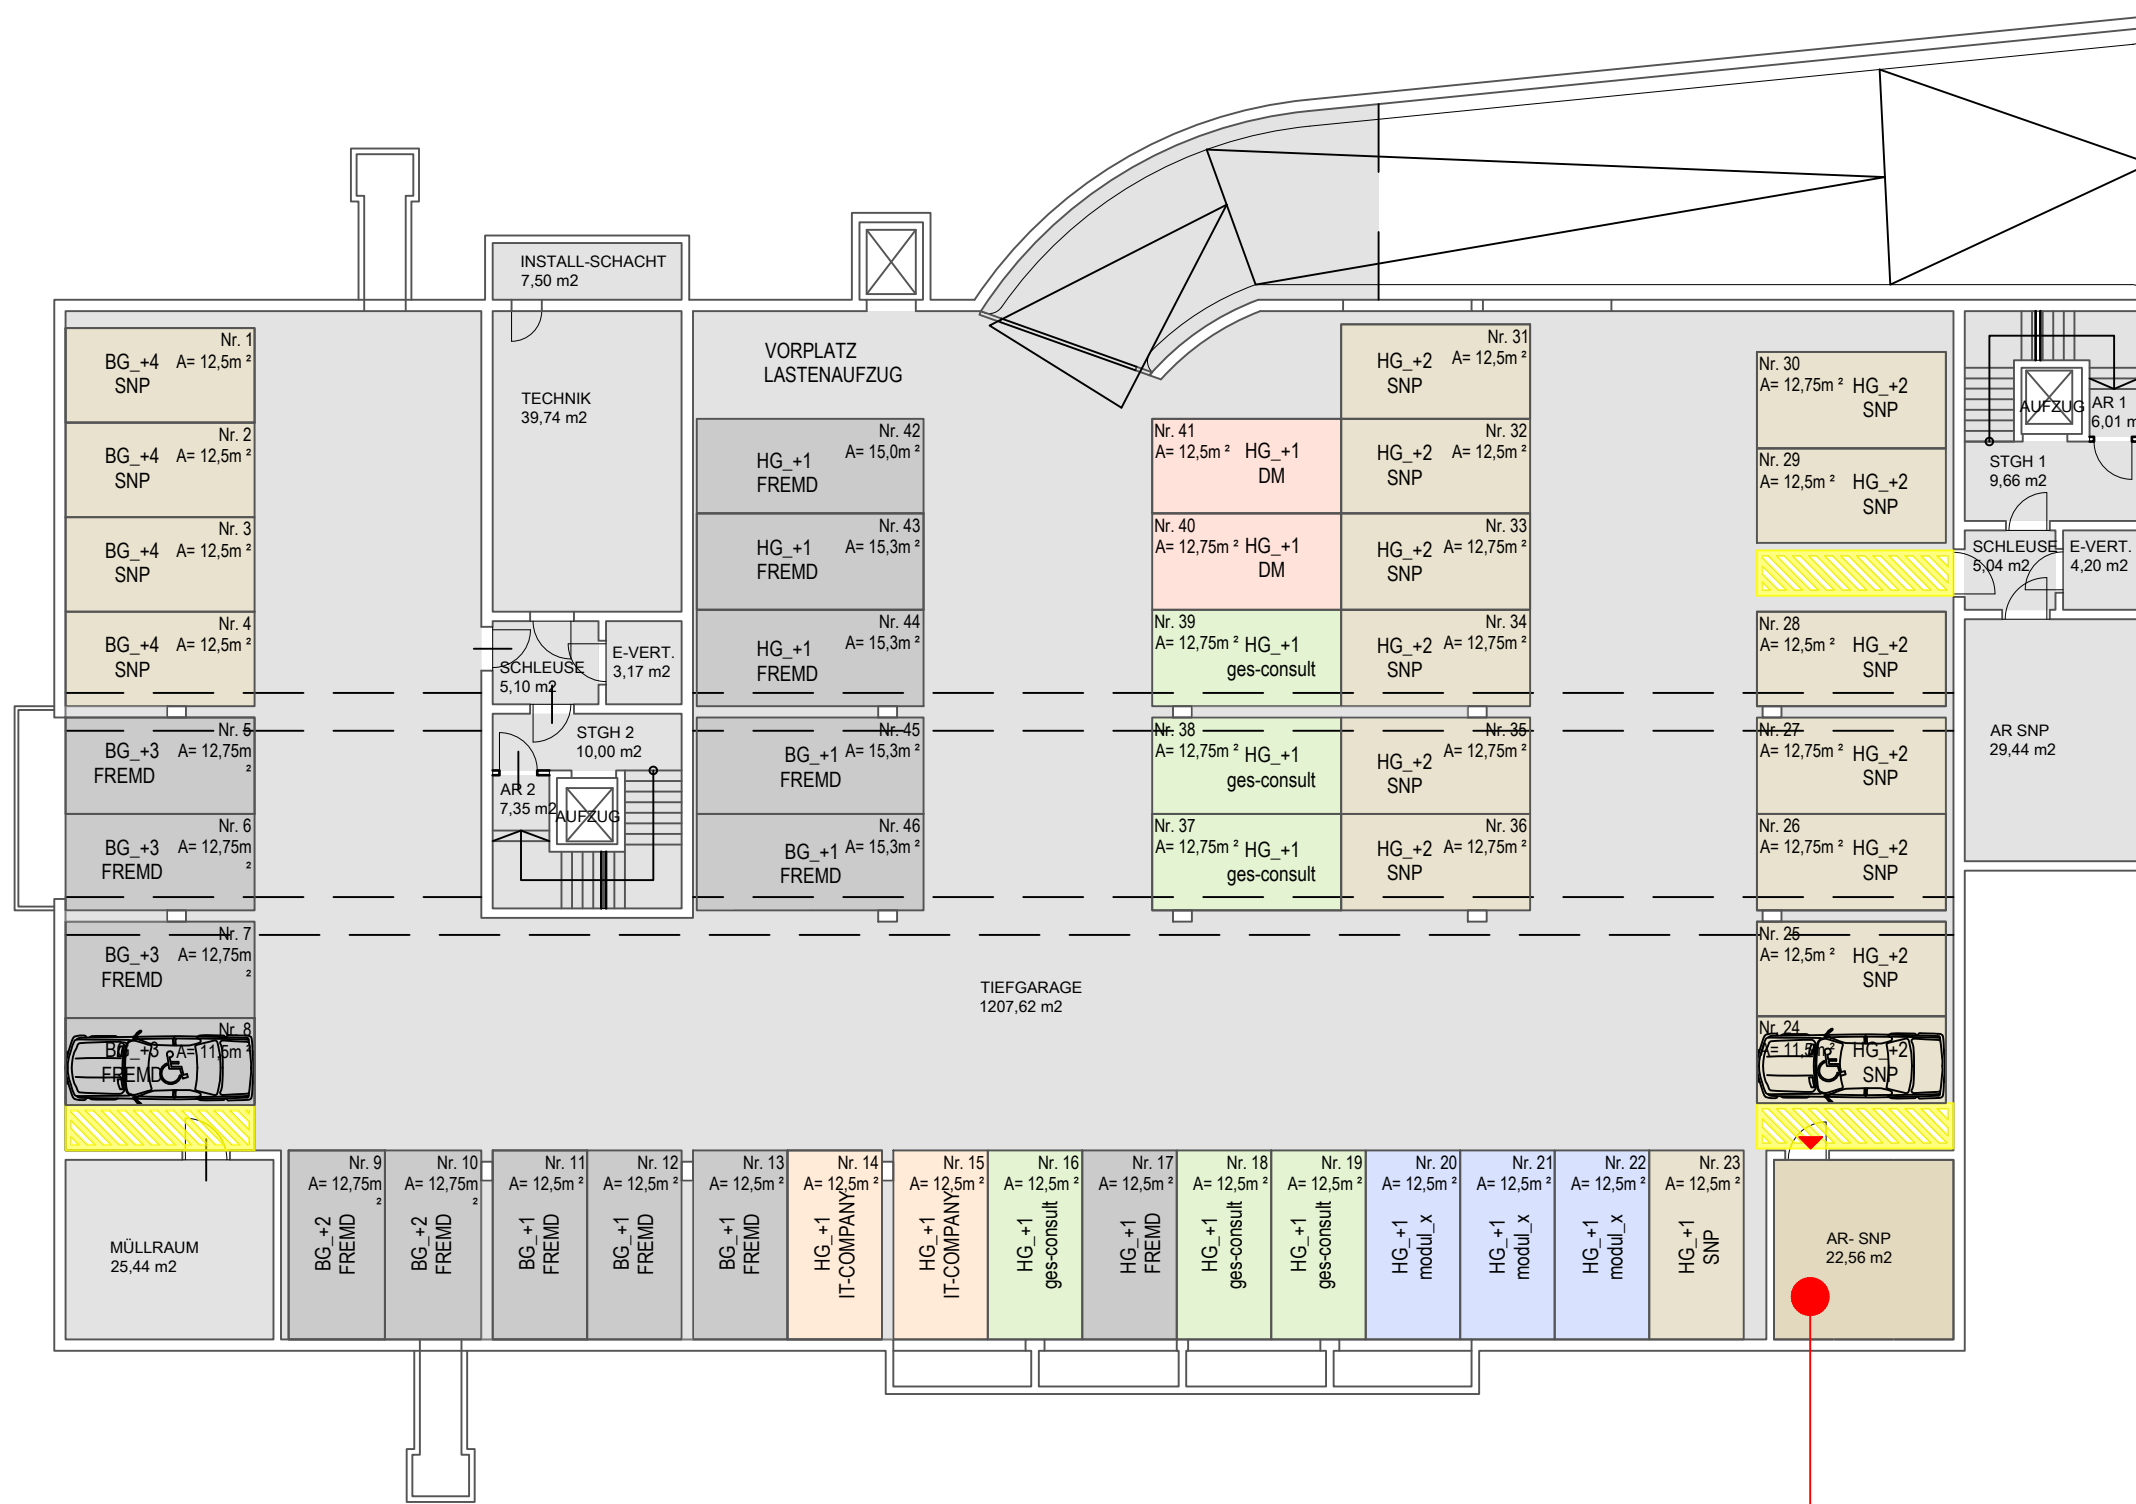 INSTALL-SCHACHT
7,50 m2
TECHNIK
39,74 m2
VORPLATZ
LASTENAUFZUG
Nr. 1
A= 12,5m ²
BG_+4
SNP
Nr. 2
A= 12,5m ²
BG_+4
SNP
Nr. 3
A= 12,5m ²
BG_+4
SNP
Nr. 4
A= 12,5m ²
BG_+4
SNP
Nr. 5
A= 12,75m
²
BG_+3
FREMD
Nr. 6
A= 12,75m
²
BG_+3
FREMD
Nr. 7
A= 12,75m
²
BG_+3
FREMD
Nr. 8
A= 11,5m ²
BG_+3
FREMD
SCHLEUSE
5,10 m2
E-VERT.
3,17 m2
STGH 2
10,00 m2
AR 2
7,35 m2
AUFZUG
Nr. 42
A= 15,0m ²
HG_+1
FREMD
Nr. 43
A= 15,3m ²
HG_+1
FREMD
Nr. 44
A= 15,3m ²
HG_+1
FREMD
Nr. 45
A= 15,3m ²
BG_+1
FREMD
Nr. 46
A= 15,3m ²
BG_+1
FREMD
Nr. 41
A= 12,5m ²
HG_+1
DM
Nr. 40
A= 12,75m ²
HG_+1
DM
Nr. 39
A= 12,75m ²
HG_+1
ges-consult
Nr. 38
A= 12,75m ²
HG_+1
ges-consult
Nr. 37
A= 12,75m ²
HG_+1
ges-consult
Nr. 31
A= 12,5m ²
HG_+2
SNP
Nr. 32
A= 12,5m ²
HG_+2
SNP
Nr. 33
A= 12,75m ²
HG_+2
SNP
Nr. 34
A= 12,75m ²
HG_+2
SNP
Nr. 35
A= 12,75m ²
HG_+2
SNP
Nr. 36
A= 12,75m ²
HG_+2
SNP
Nr. 30
A= 12,75m ²
HG_+2
SNP
Nr. 29
A= 12,5m ²
HG_+2
SNP
Nr. 28
A= 12,5m ²
HG_+2
SNP
Nr. 27
A= 12,75m ²
HG_+2
SNP
Nr. 26
A= 12,75m ²
HG_+2
SNP
Nr. 25
A= 12,5m ²
HG_+2
SNP
Nr. 24
A= 11,5m ²
HG_+2
SNP
AUFZUG
AR 1
6,01 m
STGH 1
9,66 m2
SCHLEUSE
5,04 m2
E-VERT.
4,20 m2
AR SNP
29,44 m2
TIEFGARAGE
1207,62 m2
MÜLLRAUM
25,44 m2
Nr. 9
A= 12,75m
²
BG_+2
FREMD
Nr. 10
A= 12,75m
²
BG_+2
FREMD
Nr. 11
A= 12,5m ²
BG_+1
FREMD
Nr. 12
A= 12,5m ²
BG_+1
FREMD
Nr. 13
A= 12,5m ²
BG_+1
FREMD
Nr. 14
A= 12,5m ²
HG_+1
IT-COMPANY
Nr. 15
A= 12,5m ²
HG_+1
IT-COMPANY
Nr. 16
A= 12,5m ²
HG_+1
ges-consult
Nr. 17
A= 12,5m ²
HG_+1
FREMD
Nr. 18
A= 12,5m ²
HG_+1
ges-consult
Nr. 19
A= 12,5m ²
HG_+1
ges-consult
Nr. 20
A= 12,5m ²
HG_+1
modul_x
Nr. 21
A= 12,5m ²
HG_+1
modul_x
Nr. 22
A= 12,5m ²
HG_+1
modul_x
Nr. 23
A= 12,5m ²
HG_+1
SNP
AR- SNP
22,56 m2